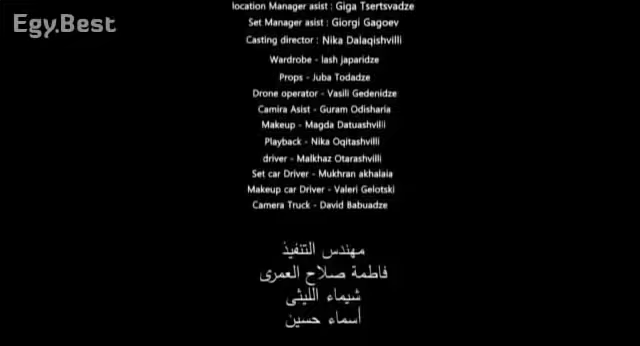 Egy.Best
location Manager asist : Giga Tsertsvadze
Set Manager asist : Giorgi Gagoev
Casting director : Nika Dalaqishvilli
Wardrobe - lash japaridze
Props - Juba Todadze
Drone operator - Vasili Gedenidze
Camira Asist - Guram Odisharia
Makeup - Magda Datuashvilli
Playback - Nika Oqitashvilli
driver - Malkhaz Otarashvilli
Set car Driver - Mukhran akhalaia
Makeup car Driver - Valeri Gelotski
Camera Truck - David Babuadze
مهندس التنفيذ
فاطمة صلاح العمرى
شيماء الليثى
أسماء حسين